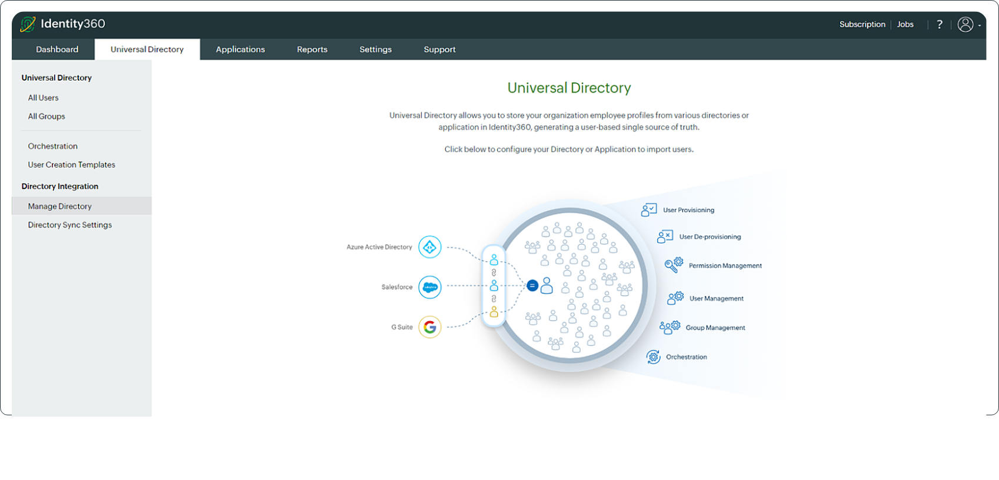 Identity360
Subscription
Jobs
?
Dashboard
Universal Directory
Applications
Reports
Settings
Support
Universal Directory
All Users
All Groups
Orchestration
User Creation Templates
Directory Integration
Manage Directory
Directory Sync Settings
Universal Directory
Universal Directory allows you to store your organization employee profiles from various directories or
application in Identity360, generating a user-based single source of truth.
Click below to configure your Directory or Application to import users.
Azure Active Directory
Salesforce
salesforce
G Suite
G
=
User Provisioning
User De-provisioning
Permission Management
User Management
Group Management
Orchestration